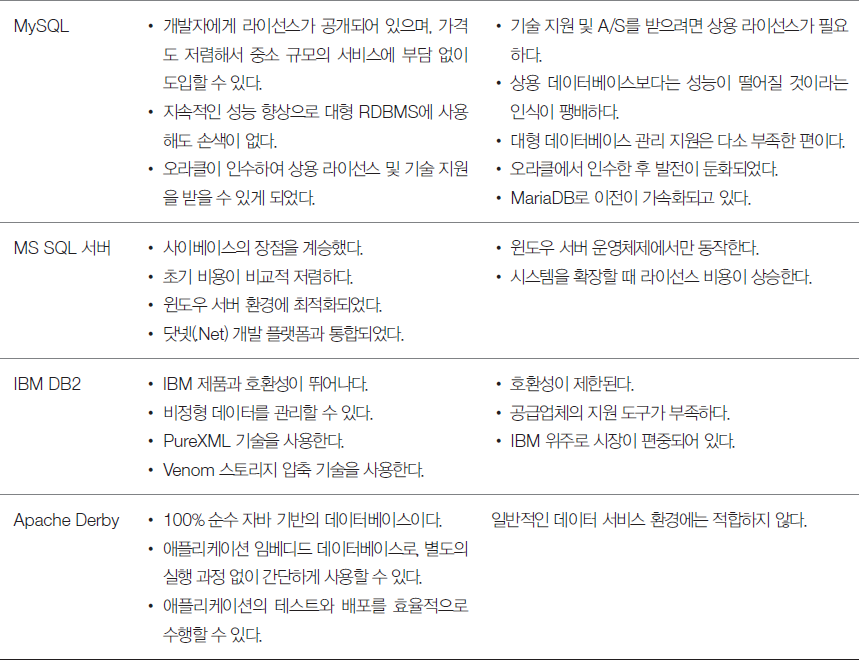 MySQL
• 개발자에게 라이선스가 공개되어 있으며, 가격
도 저렴해서 중소 규모의 서비스에 부담 없이
도입할 수 있다.
• 지속적인 성능 향상으로 대형 RDBMS에 사용
해도 손색이 없다.
• 오라클이 인수하여 상용 라이선스 및 기술 지원
을 받을 수 있게 되었다.
• 기술 지원 및 A/S를 받으려면 상용 라이선스가 필요
하다.
• 상용 데이터베이스보다는 성능이 떨어질 것이라는
인식이 팽배하다.
• 대형 데이터베이스 관리 지원은 다소 부족한 편이다.
• 오라클에서 인수한 후 발전이 둔화되었다.
• MariaDB로 이전이 가속화되고 있다.
MS SQL 서버
• 사이베이스의 장점을 계승했다.
• 초기 비용이 비교적 저렴하다.
• 윈도우 서버 환경에 최적화되었다.
• 닷넷(.Net) 개발 플랫폼과 통합되었다.
• 윈도우 서버 운영체제에서만 동작한다.
• 시스템을 확장할 때 라이선스 비용이 상승한다.
IBM DB2
• IBM 제품과 호환성이 뛰어나다.
• 비정형 데이터를 관리할 수 있다.
• PureXML 기술을 사용한다.
• Venom 스토리지 압축 기술을 사용한다.
• 호환성이 제한된다.
• 공급업체의 지원 도구가 부족하다.
• IBM 위주로 시장이 편중되어 있다.
Apache Derby
• 100% 순수 자바 기반의 데이터베이스이다.
• 애플리케이션 임베디드 데이터베이스로, 별도의
실행 과정 없이 간단하게 사용할 수 있다.
• 애플리케이션의 테스트와 배포를 효율적으로
수행할 수 있다.
일반적인 데이터 서비스 환경에는 적합하지 않다.